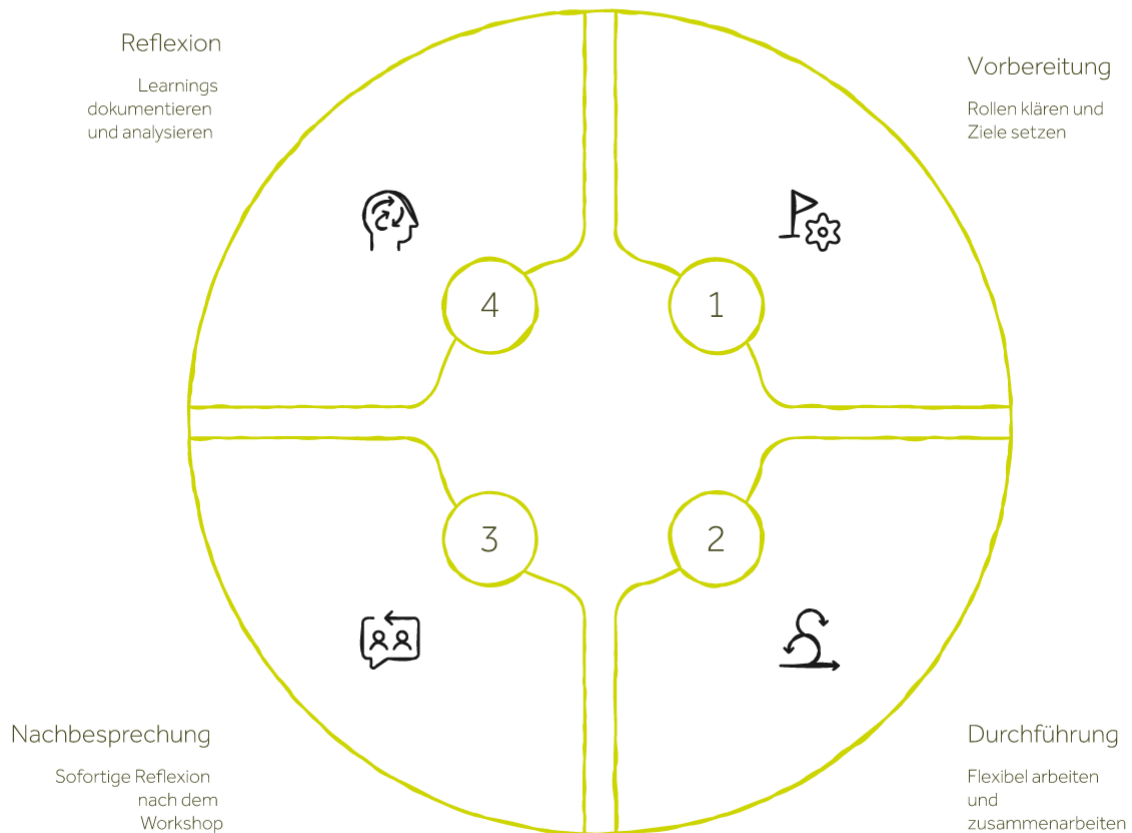 Reflexion
Learnings
dokumentieren
und analysieren
Vorbereitung
Rollen klären und
Ziele setzen
4
1
3
2
Nachbesprechung
Sofortige Reflexion
nach dem
Workshop
Durchführung
Flexibel arbeiten
und
zusammenarbeiten